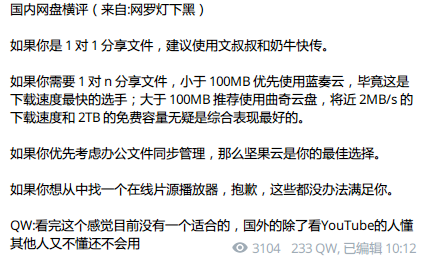 国内网盘横评（来自:网罗灯下黑）
如果你是 1 对 1 分享文件，建议使用文叔叔和奶牛快传。
如果你需要 1 对 n 分享文件，小于 100MB 优先使用蓝奏云，毕竟这是
下载速度最快的选手；大于 100MB 推荐使用曲奇云盘，将近 2MB/s 的
下载速度和 2TB 的免费容量无疑是综合表现最好的。
如果你优先考虑办公文件同步管理，那么坚果云是你的最佳选择。
如果你想从中找一个在线片源播放器，抱歉，这些都没办法满足你。
QW:看完这个感觉目前没有一个适合的，国外的除了看YouTube的人懂
其他人又不懂还不会用
3104 233 QW, 已编辑 10:12